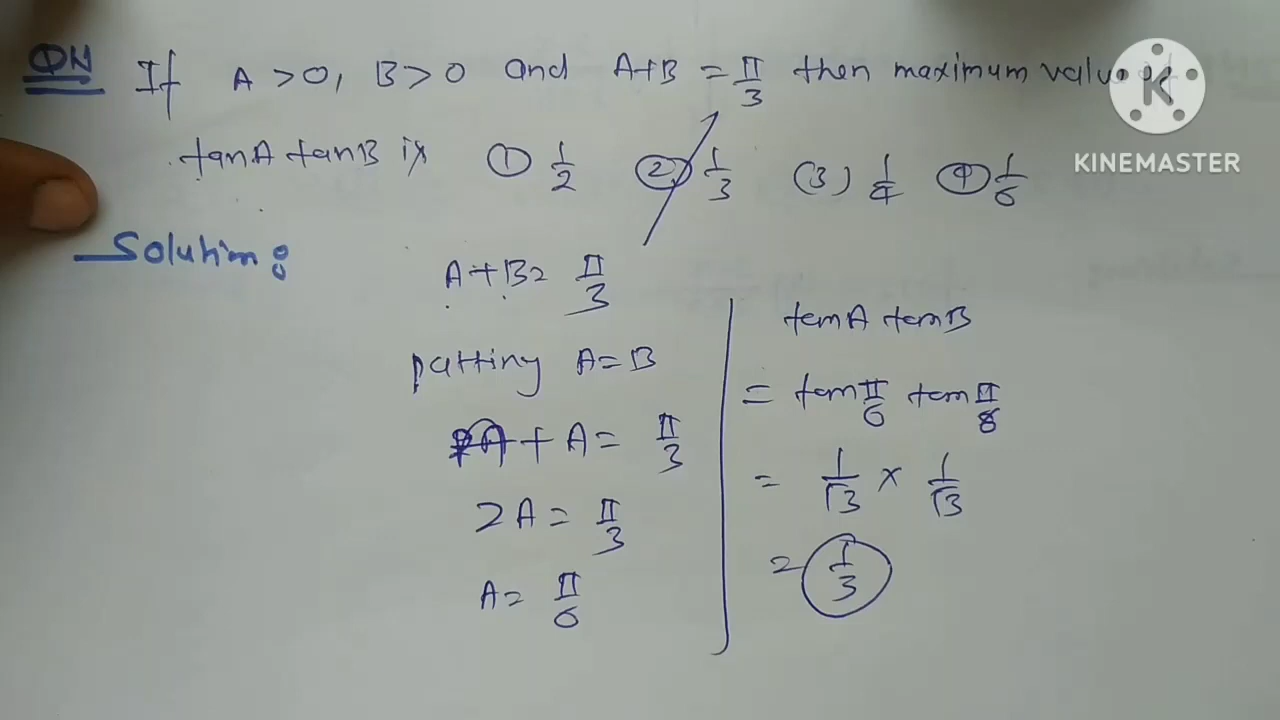 QN If A >0, B>0 and A+B = π/3 then maximum value of
tanA tanB is ① 1/2 ② 1/3 (3) 1/4 ④ 1/6
K
KINEMASTER
Solution:
A+B= π/3
putting A=B
A+ A= π/3
2A= π/3
A= π/6
tanA tanB
= tan π/6 tan π/6
= 1/√3 × 1/√3
= 1/3